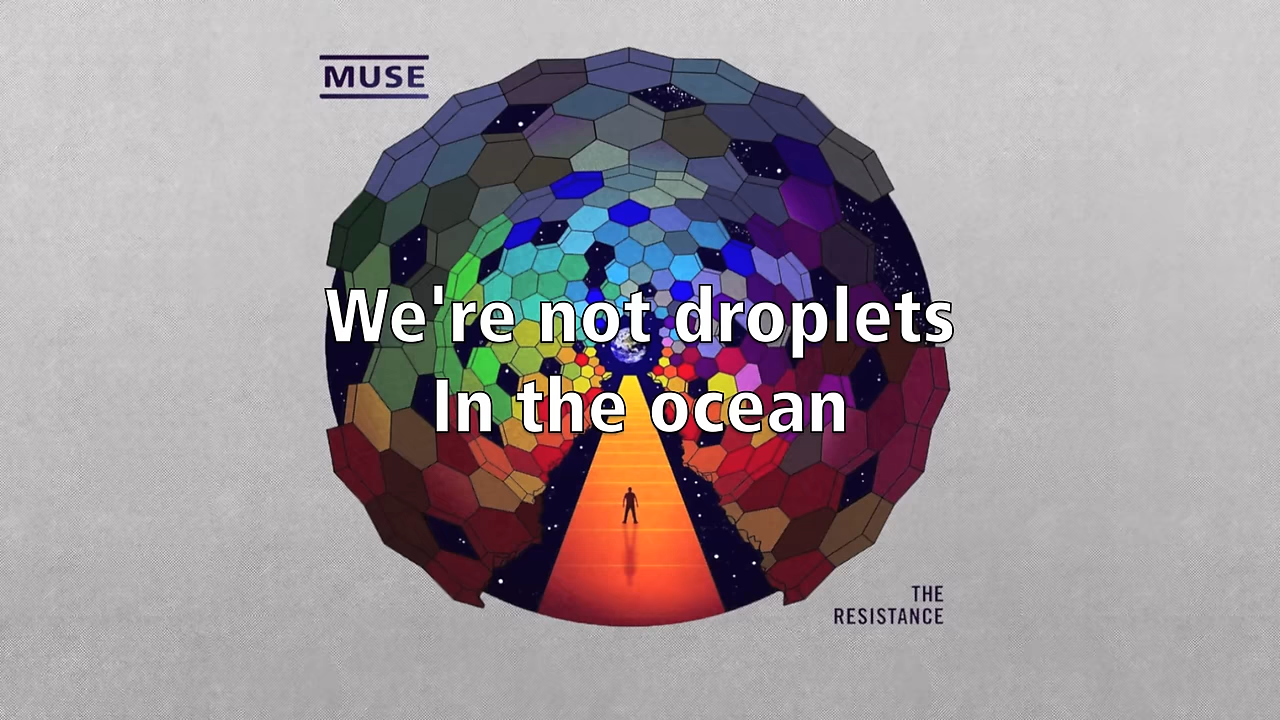 MUSE
We're not droplets
In the ocean
THE
RESISTANCE